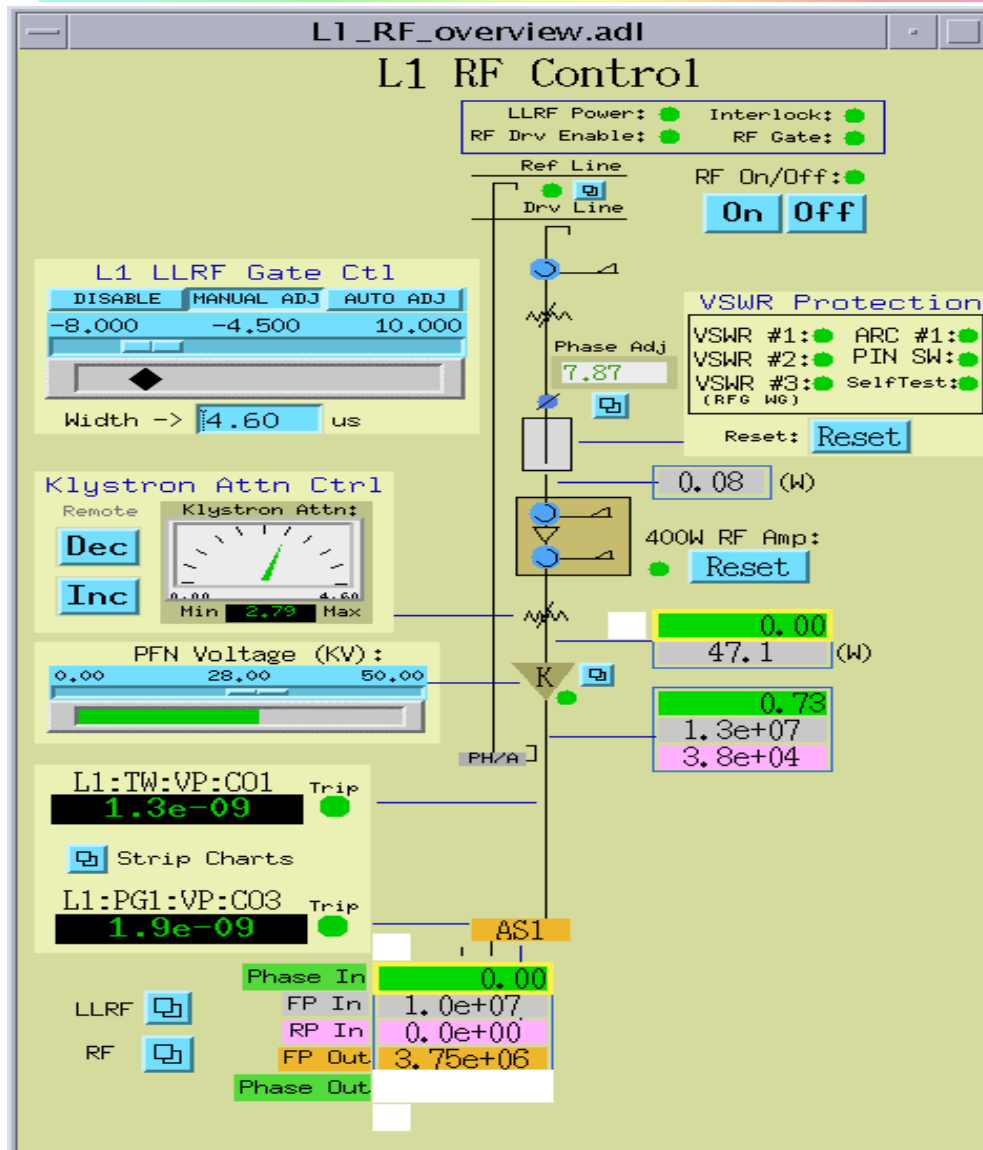 L1_RF_overview.adl
L1 RF Control
LLRF Power: Interlock:
RF Drv Enable: RF Gate:
Ref Line
Drv Line
RF On/Off:
On Off
L1 LLRF Gate Ctl
DISABLE MANUAL ADJ AUTO ADJ
-8.000 -4.500 10.000
Width -> 4.60 us
Phase Adj
7.87
VSWR Protection
VSWR #1: ARC #1:
VSWR #2: PIN SW:
VSWR #3: SelfTest:
(RFG WG)
Reset: Reset
0.08 (W)
Klystron Attn Ctrl
Remote
Klystron Attn:
Dec
Inc
0.00 4.60
Min 2.79 Max
400W RF Amp:
Reset
0.00
47.1 (W)
PFN Voltage (KV):
0.00 28.00 50.00
K
0.73
1.3e+07
3.8e+04
PH/A
L1:TW:VP:CO1 Trip
1.3e-09
Strip Charts
L1:PG1:VP:CO3 Trip
1.9e-09
AS1
Phase In 0.00
LLRF
FP In 1.0e+07
RP In 0.0e+00
RF
FP Out 3.75e+06
Phase Out